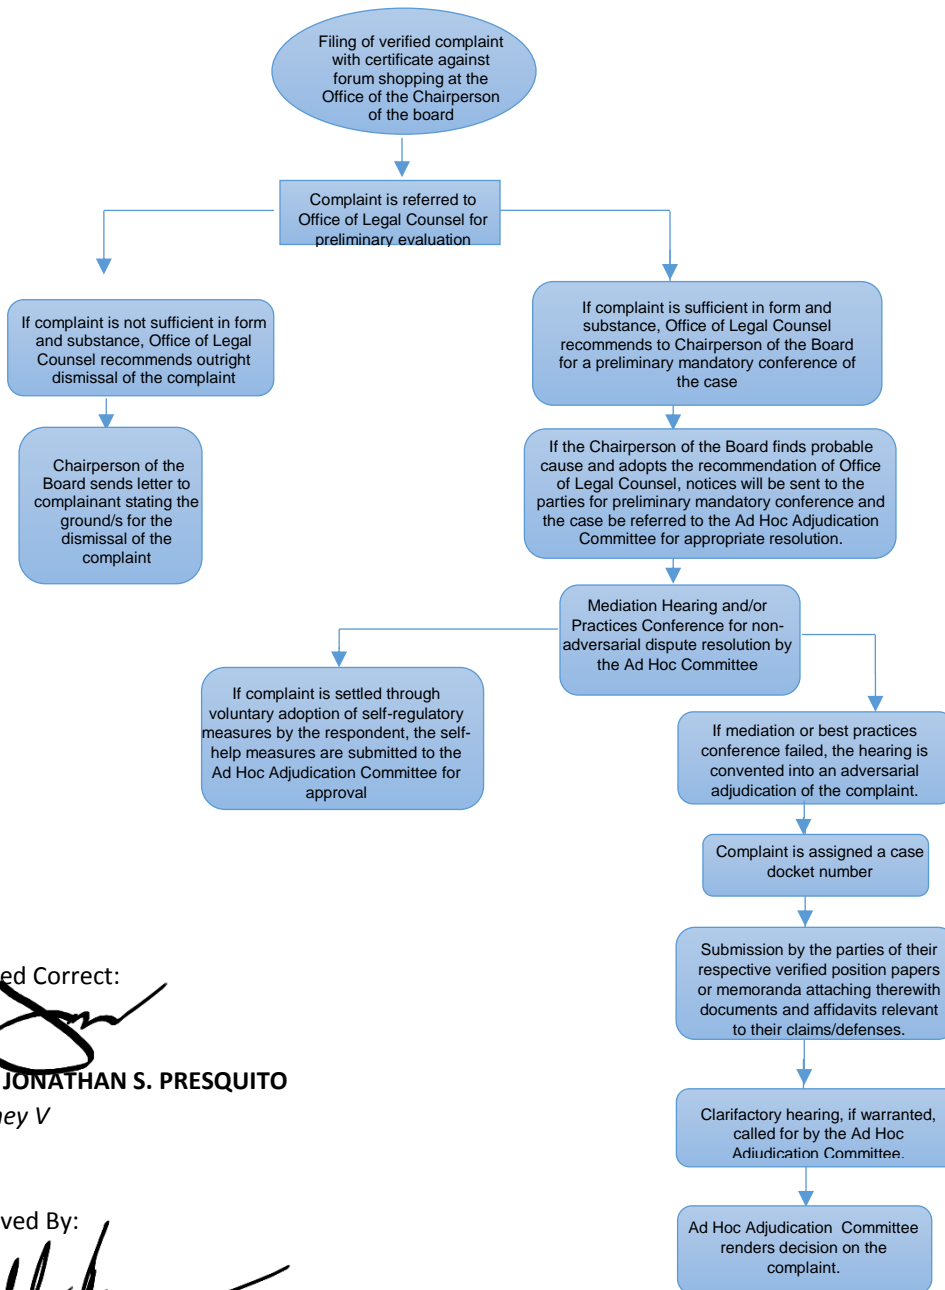 Filing of verified complaint
with certificate against
forum shopping at the
Office of the Chairperson
of the board
Complaint is referred to
Office of Legal Counsel for
preliminary evaluation
If complaint is not sufficient in form
and substance, Office of Legal
Counsel recommends outright
dismissal of the complaint
If complaint is sufficient in form and
substance, Office of Legal Counsel
recommends to Chairperson of the Board
for a preliminary mandatory conference of
the case
Chairperson of the
Board sends letter to
complainant stating the
ground/s for the
dismissal of the
complaint
If the Chairperson of the Board finds probable
cause and adopts the recommendation of Office
of Legal Counsel, notices will be sent to the
parties for preliminary mandatory conference and
the case be referred to the Ad Hoc Adjudication
Committee for appropriate resolution.
Mediation Hearing and/or
Practices Conference for non-
adversarial dispute resolution by
the Ad Hoc Committee
If complaint is settled through
voluntary adoption of self-regulatory
measures by the respondent, the self-
help measures are submitted to the
Ad Hoc Adjudication Committee for
approval
If mediation or best practices
conference failed, the hearing is
convented into an adversarial
adjudication of the complaint.
Complaint is assigned a case
docket number
Submission by the parties of their
respective verified position papers
or memoranda attaching therewith
documents and affidavits relevant
to their claims/defenses.
Clarifactory hearing, if warranted,
called for by the Ad Hoc
Adjudication Committee.
Ad Hoc Adjudication Committee
renders decision on the
complaint.
ed Correct:
JONATHAN S. PRESQUITO
ney V
ved By: